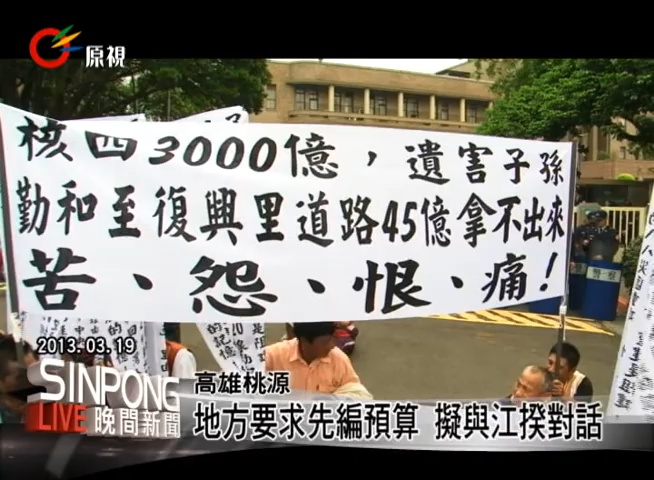 原視
核四3000億，遺害子孫
勤和至復興里道路45億拿不出來
苦、怨、恨、痛！
警察
2013.03.19
SINPONG
LIVE 晚間新聞
高雄桃源
地方要求先編預算 擬與江揆對話